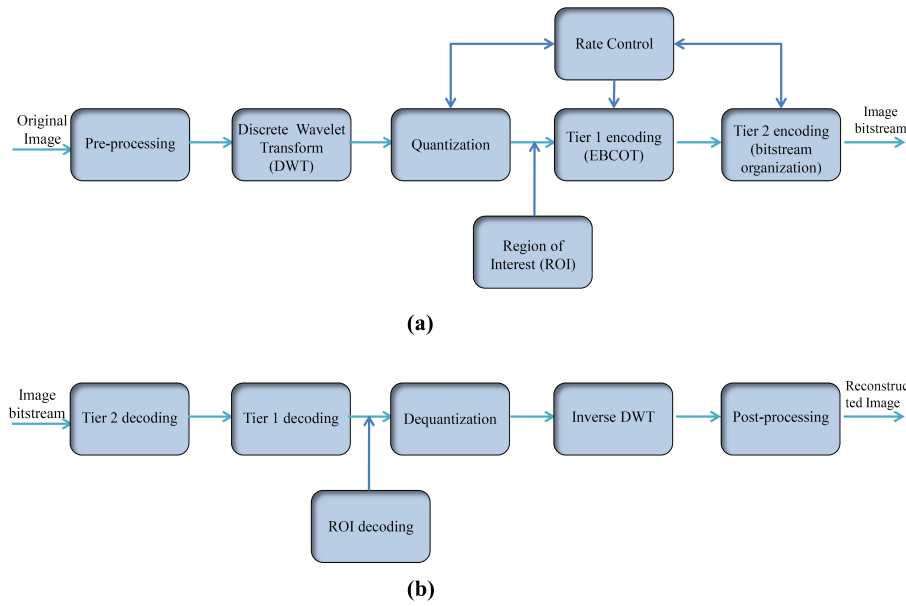 Rate Control
Original
Image
Pre-processing
Discrete Wavelet
Transform
(DWT)
Quantization
Tier 1 encoding
(EBCOT)
Tier 2 encoding
(bitstream
organization)
Image
bitstream
Region of
Interest (ROI)
(a)
Image
bitstream
Tier 2 decoding
Tier 1 decoding
Dequantization
Inverse DWT
Post-processing
Reconstruc
ted Image
ROI decoding
(b)